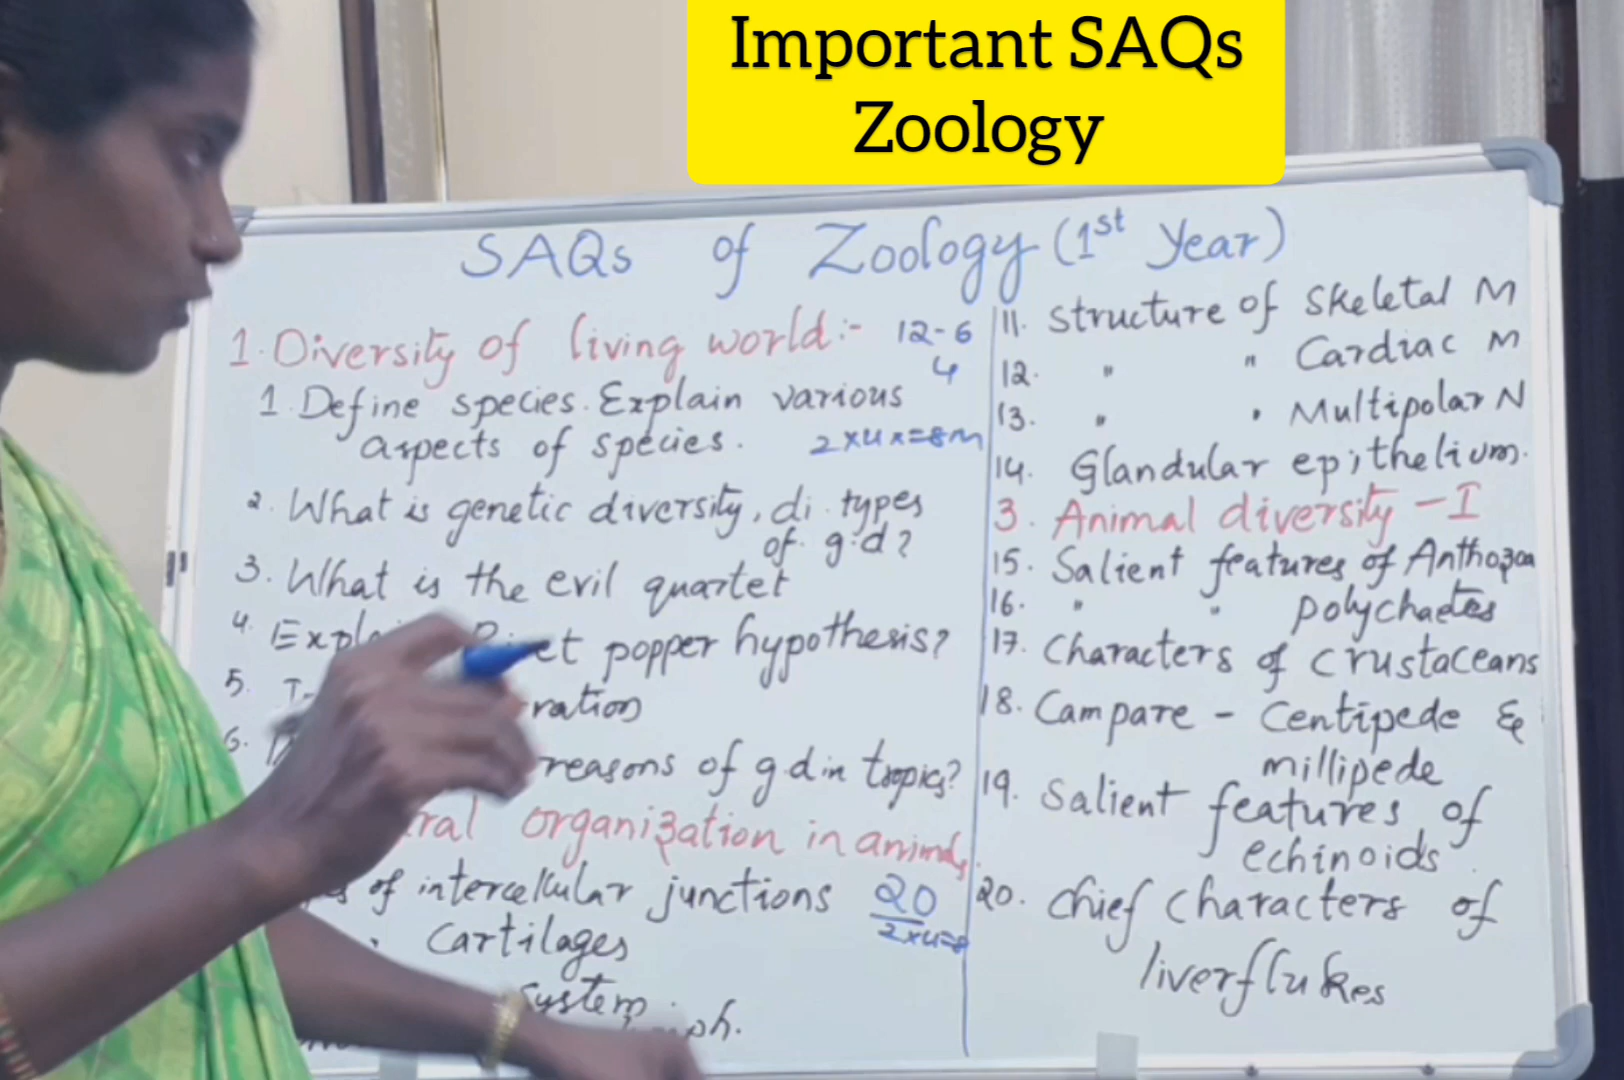 Important SAQs
Zoology
SAQs of Zoology (1st Year)
1. Diversity of living world:- 12-6
4
1. Define species. Explain various
aspects of species. 2×4 x=8m
2. What is genetic diversity, di. types
of g.d?
3. What is the evil quartet
4. popper hypothesis?
5.
6. reasons of g.d in tropics?
organization in animals
of intercellular junctions 20
2×4=8
Cartilages
System
11. Structure of Skeletal M
12. " " Cardiac M
13. " " Multipolar N
14. Glandular epithelium.
3. Animal diversity - I
15. Salient features of Anthozoa
16. " " polychaetes
17. Characters of crustaceans
18. Campare - Centipede &
millipede
19. Salient features of
echinoids
20. Chief characters of
liverflukes